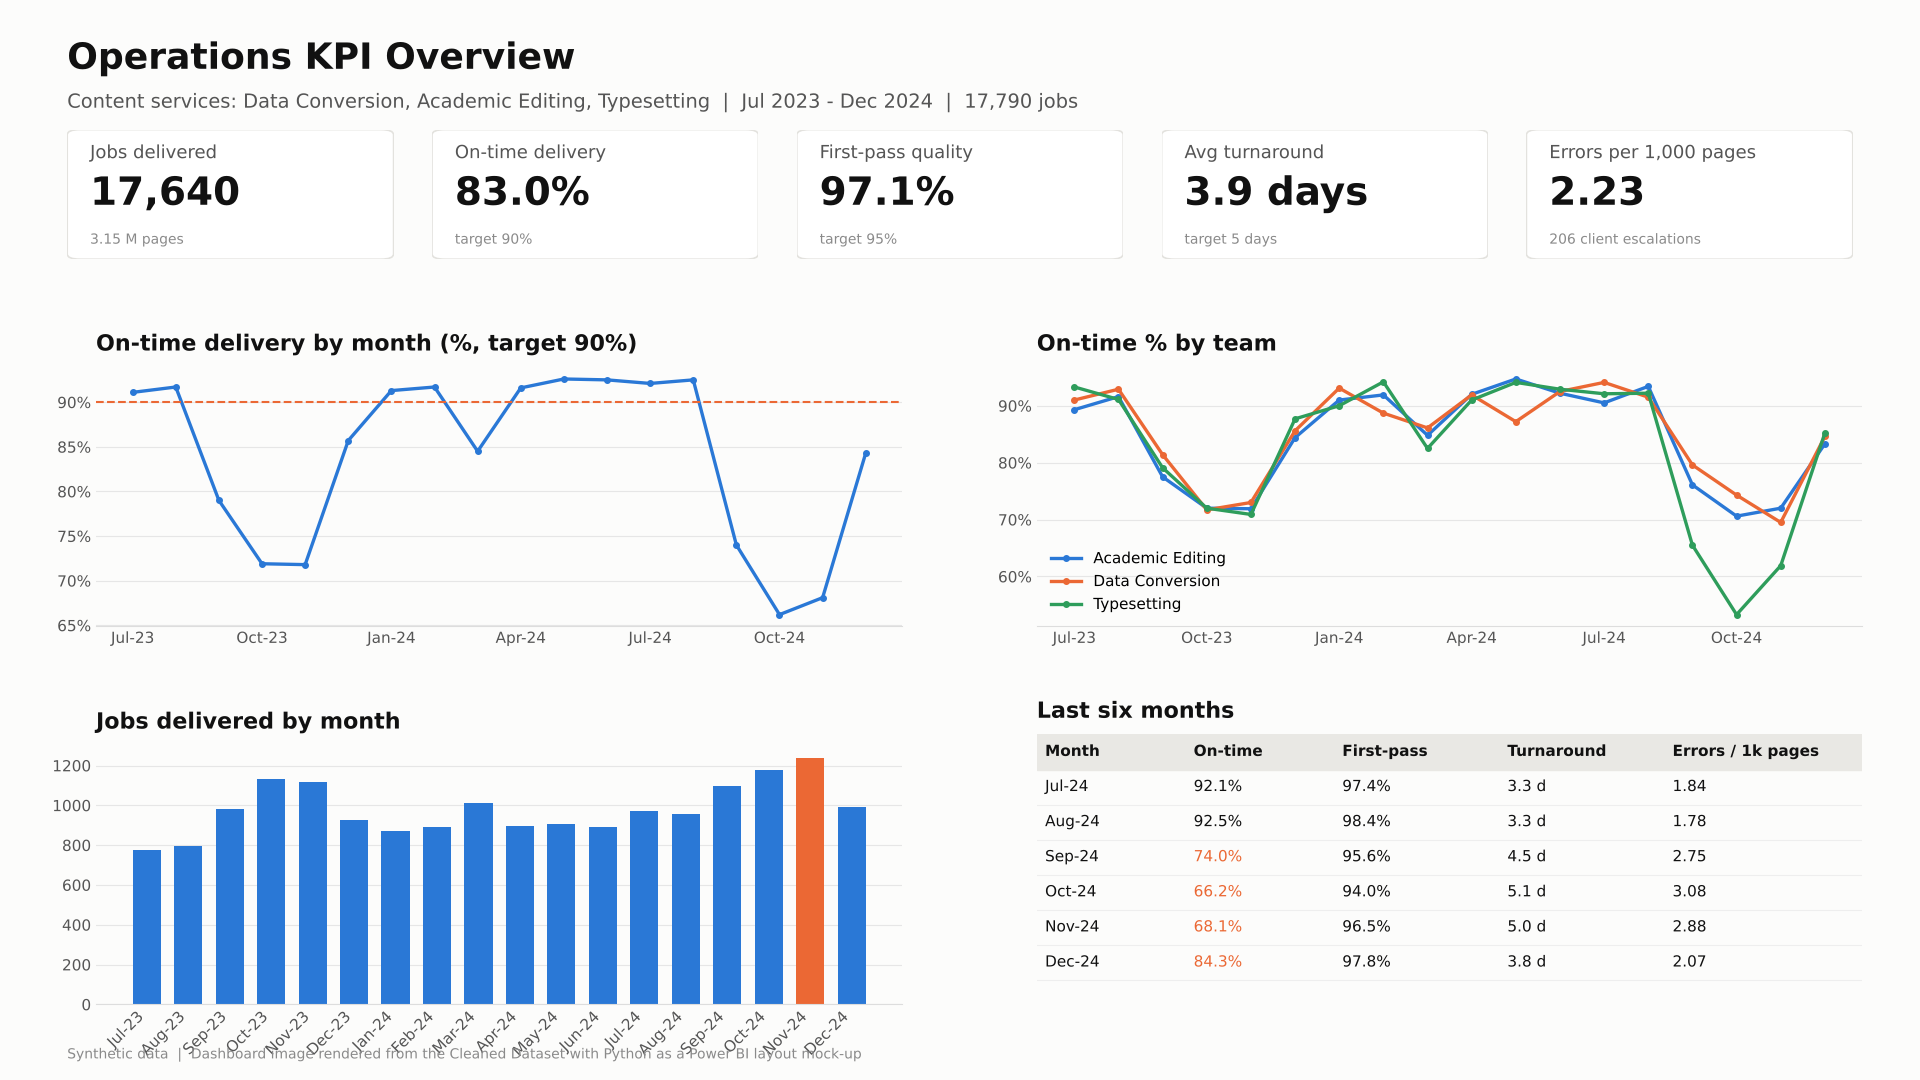 Operations KPI Overview
Content services: Data Conversion, Academic Editing, Typesetting | Jul 2023 - Dec 2024 | 17,790 jobs
Jobs delivered
17,640
3.15 M pages
On-time delivery
83.0%
target 90%
First-pass quality
97.1%
target 95%
Avg turnaround
3.9 days
target 5 days
Errors per 1,000 pages
2.23
206 client escalations
On-time delivery by month (%, target 90%)
90%
85%
80%
75%
70%
65%
Jul-23 Oct-23 Jan-24 Apr-24 Jul-24 Oct-24
On-time % by team
90%
80%
70%
60%
Academic Editing
Data Conversion
Typesetting
Jul-23 Oct-23 Jan-24 Apr-24 Jul-24 Oct-24
Jobs delivered by month
1200
1000
800
600
400
200
0
Jul-23 Aug-23 Sep-23 Oct-23 Nov-23 Dec-23 Jan-24 Feb-24 Mar-24 Apr-24 May-24 Jun-24 Jul-24 Aug-24 Sep-24 Oct-24 Nov-24 Dec-24
Last six months
Month On-time First-pass Turnaround Errors / 1k pages
Jul-24 92.1% 97.4% 3.3 d 1.84
Aug-24 92.5% 98.4% 3.3 d 1.78
Sep-24 74.0% 95.6% 4.5 d 2.75
Oct-24 66.2% 94.0% 5.1 d 3.08
Nov-24 68.1% 96.5% 5.0 d 2.88
Dec-24 84.3% 97.8% 3.8 d 2.07
Synthetic data | Dashboard image rendered from the Cleaned Dataset with Python as a Power BI layout mock-up